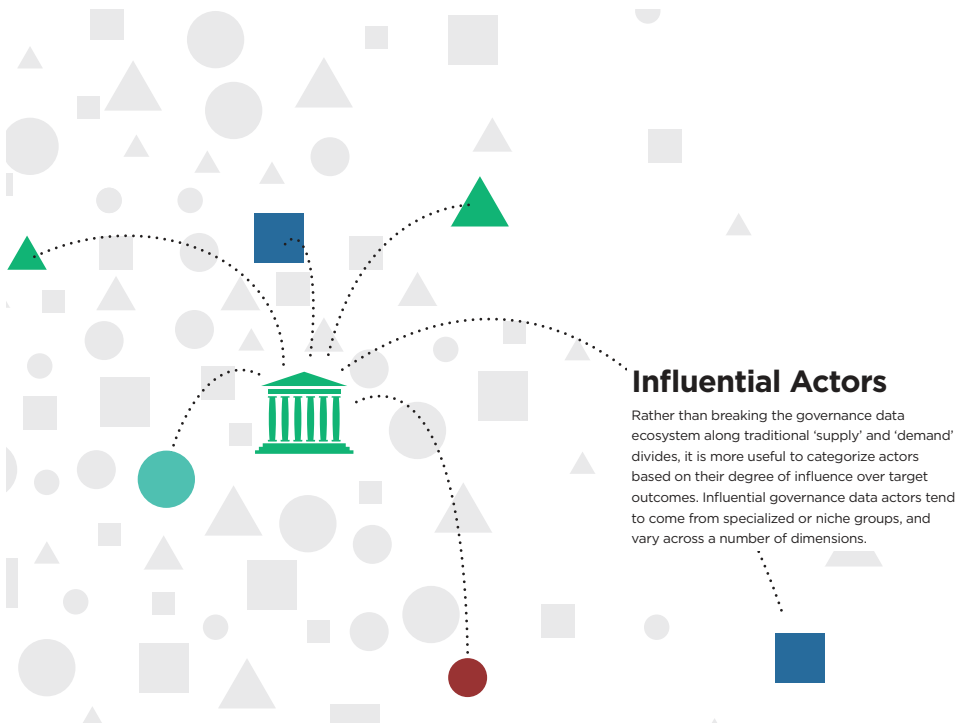 Influential Actors
Rather than breaking the governance data
ecosystem along traditional ‘supply’ and ‘demand’
divides, it is more useful to categorize actors
based on their degree of influence over target
outcomes. Influential governance data actors tend
to come from specialized or niche groups, and
vary across a number of dimensions.